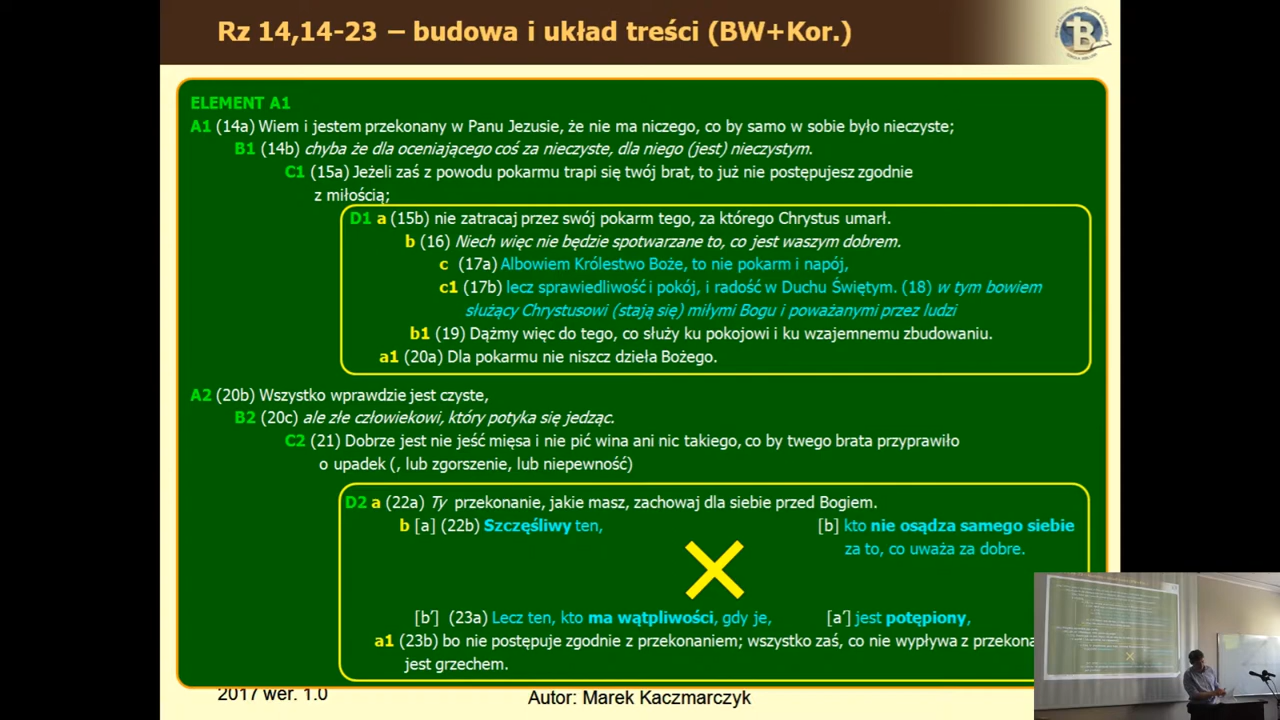 Rz 14,14-23 – budowa i układ treści (BW+Kor.)
ELEMENT A1
A1 (14a) Wiem i jestem przekonany w Panu Jezusie, że nie ma niczego, co by samo w sobie było nieczyste;
B1 (14b) chyba że dla oceniającego coś za nieczyste, dla niego (jest) nieczystym.
C1 (15a) Jeżeli zaś z powodu pokarmu trapi się twój brat, to już nie postępujesz zgodnie
z miłością;
D1 a (15b) nie zatracaj przez swój pokarm tego, za którego Chrystus umarł.
b (16) Niech więc nie będzie spotwarzane to, co jest waszym dobrem.
c (17a) Albowiem Królestwo Boże, to nie pokarm i napój,
c1 (17b) lecz sprawiedliwość i pokój, i radość w Duchu Świętym. (18) w tym bowiem
służący Chrystusowi (stają się) miłymi Bogu i poważanymi przez ludzi
b1 (19) Dążmy więc do tego, co służy ku pokojowi i ku wzajemnemu zbudowaniu.
a1 (20a) Dla pokarmu nie niszcz dzieła Bożego.
A2 (20b) Wszystko wprawdzie jest czyste,
B2 (20c) ale złe człowiekowi, który potyka się jedząc.
C2 (21) Dobrze jest nie jeść mięsa i nie pić wina ani nic takiego, co by twego brata przyprawiło
o upadek (, lub zgorszenie, lub niepewność)
D2 a (22a) Ty przekonanie, jakie masz, zachowaj dla siebie przed Bogiem.
b [a] (22b) Szczęśliwy ten, [b] kto nie osądza samego siebie
za to, co uważa za dobre.
[b'] (23a) Lecz ten, kto ma wątpliwości, gdy je, [a'] jest potępiony,
a1 (23b) bo nie postępuje zgodnie z przekonaniem; wszystko zaś, co nie wypływa z przekona
jest grzechem.
2017 wer. 1.0
Autor: Marek Kaczmarczyk